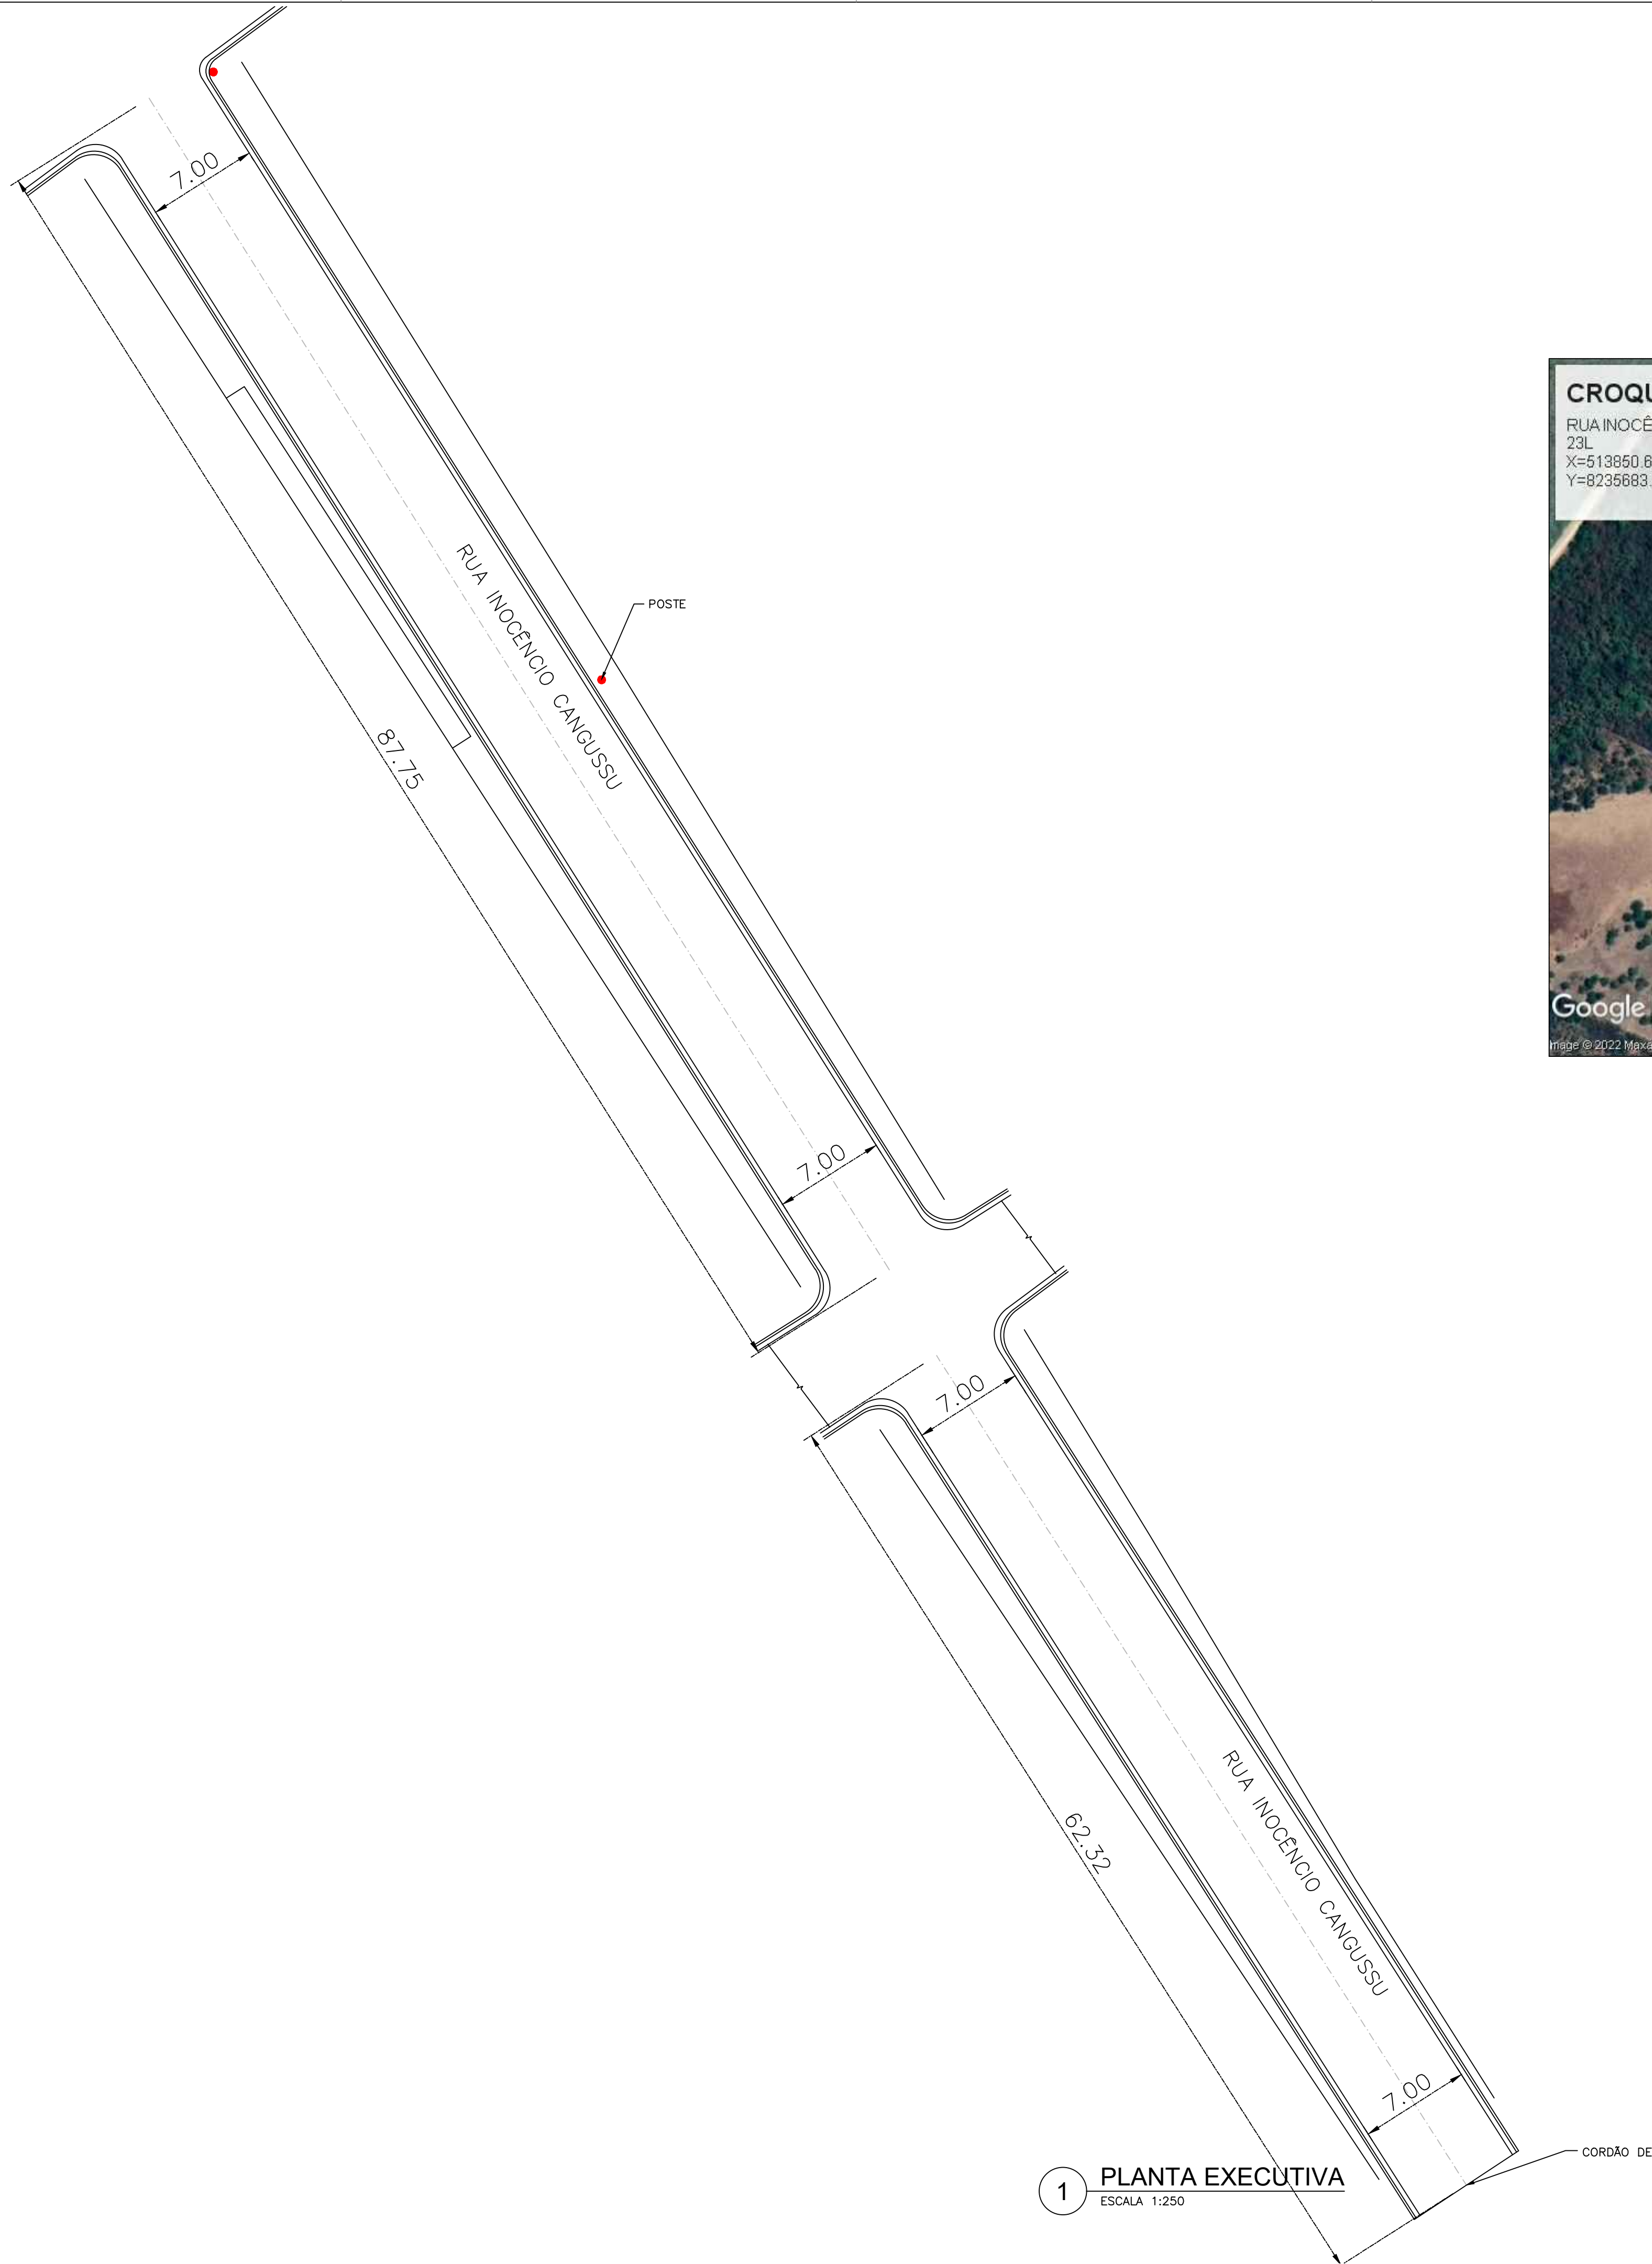 7.00
CROQU
RUA INOCÊ
23L
X=513850.6
Y=8235683.
RUA INOCÊNCIO CANGUSSU
POSTE
87.75
Google
mage © 2022 Maxa
7.00
7.00
62.32
RUA INOCÊNCIO CANGUSSU
7.00
CORDÃO DE
1 PLANTA EXECUTIVA
ESCALA 1:250